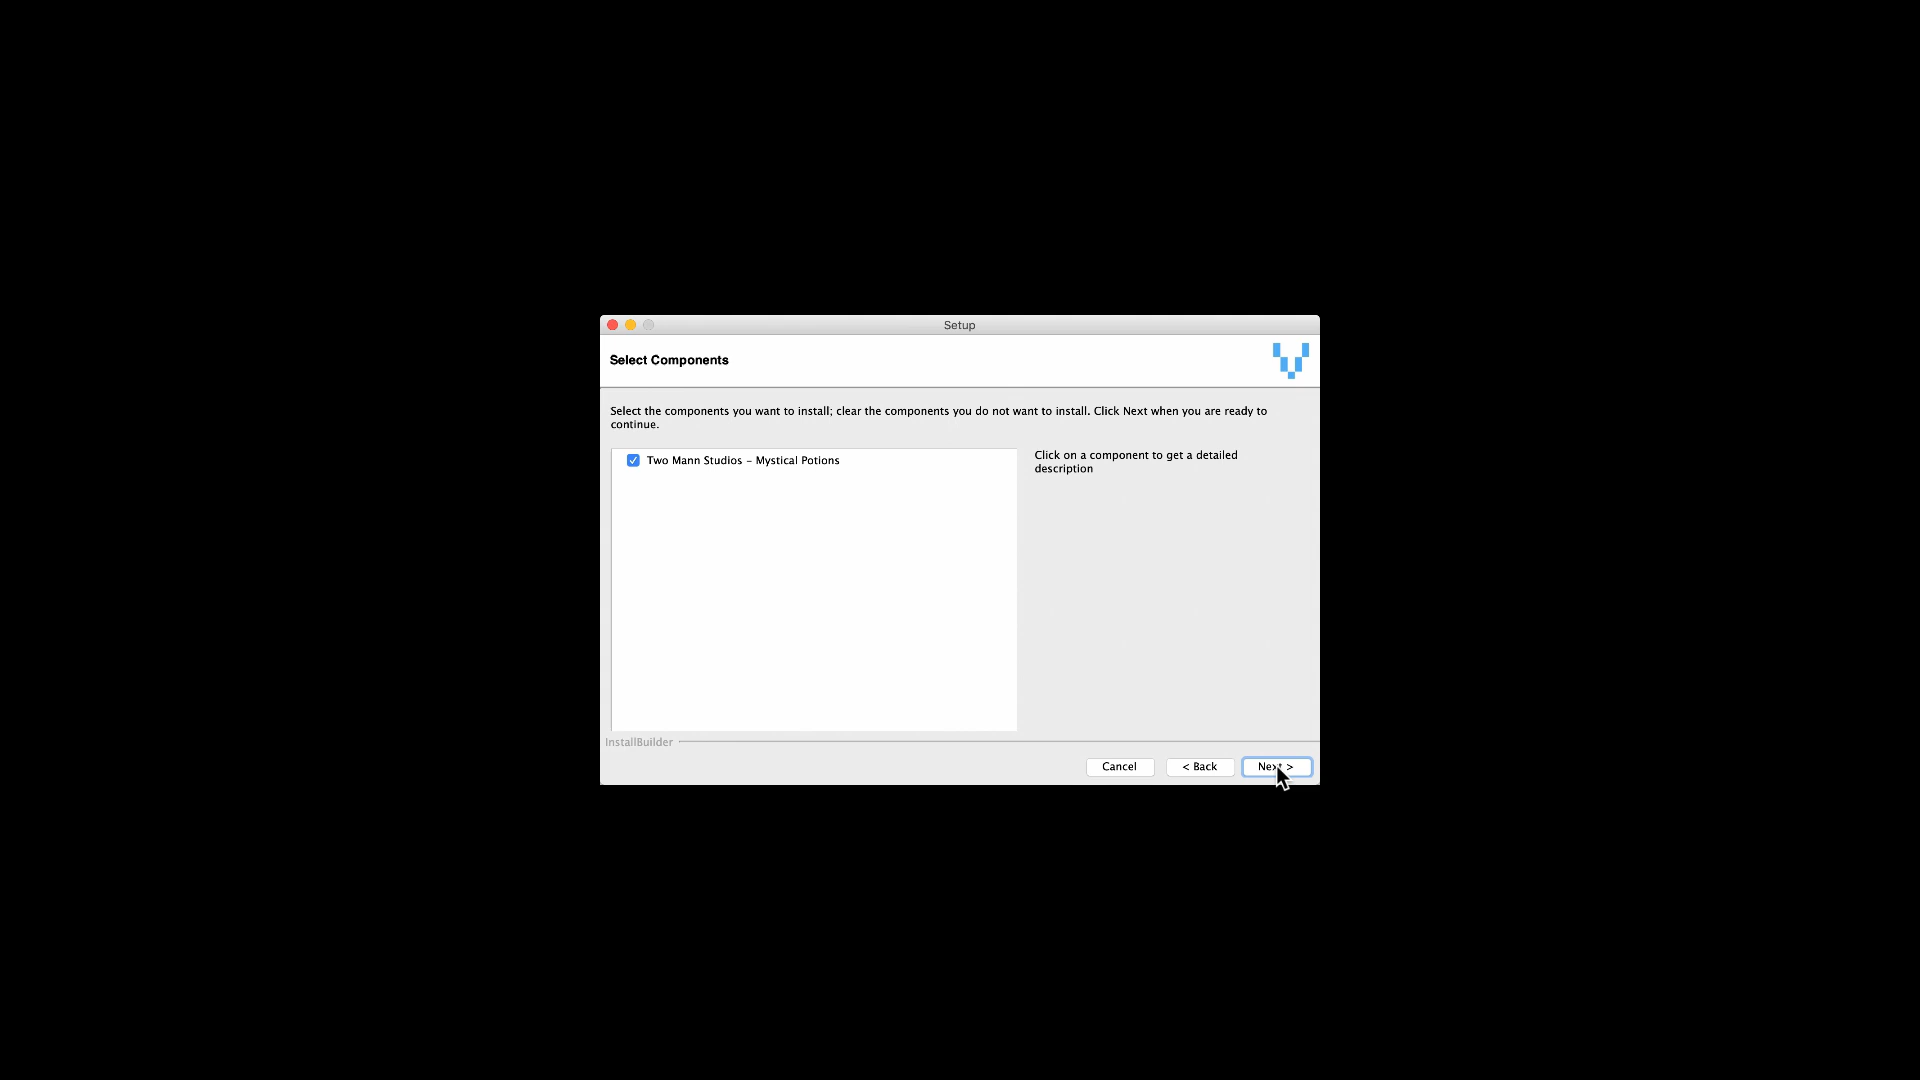 Setup
Select Components
Select the components you want to install; clear the components you do not want to install. Click Next when you are ready to
continue.
Two Mann Studios - Mystical Potions
Click on a component to get a detailed
description
InstallBuilder
Cancel
< Back
Next >